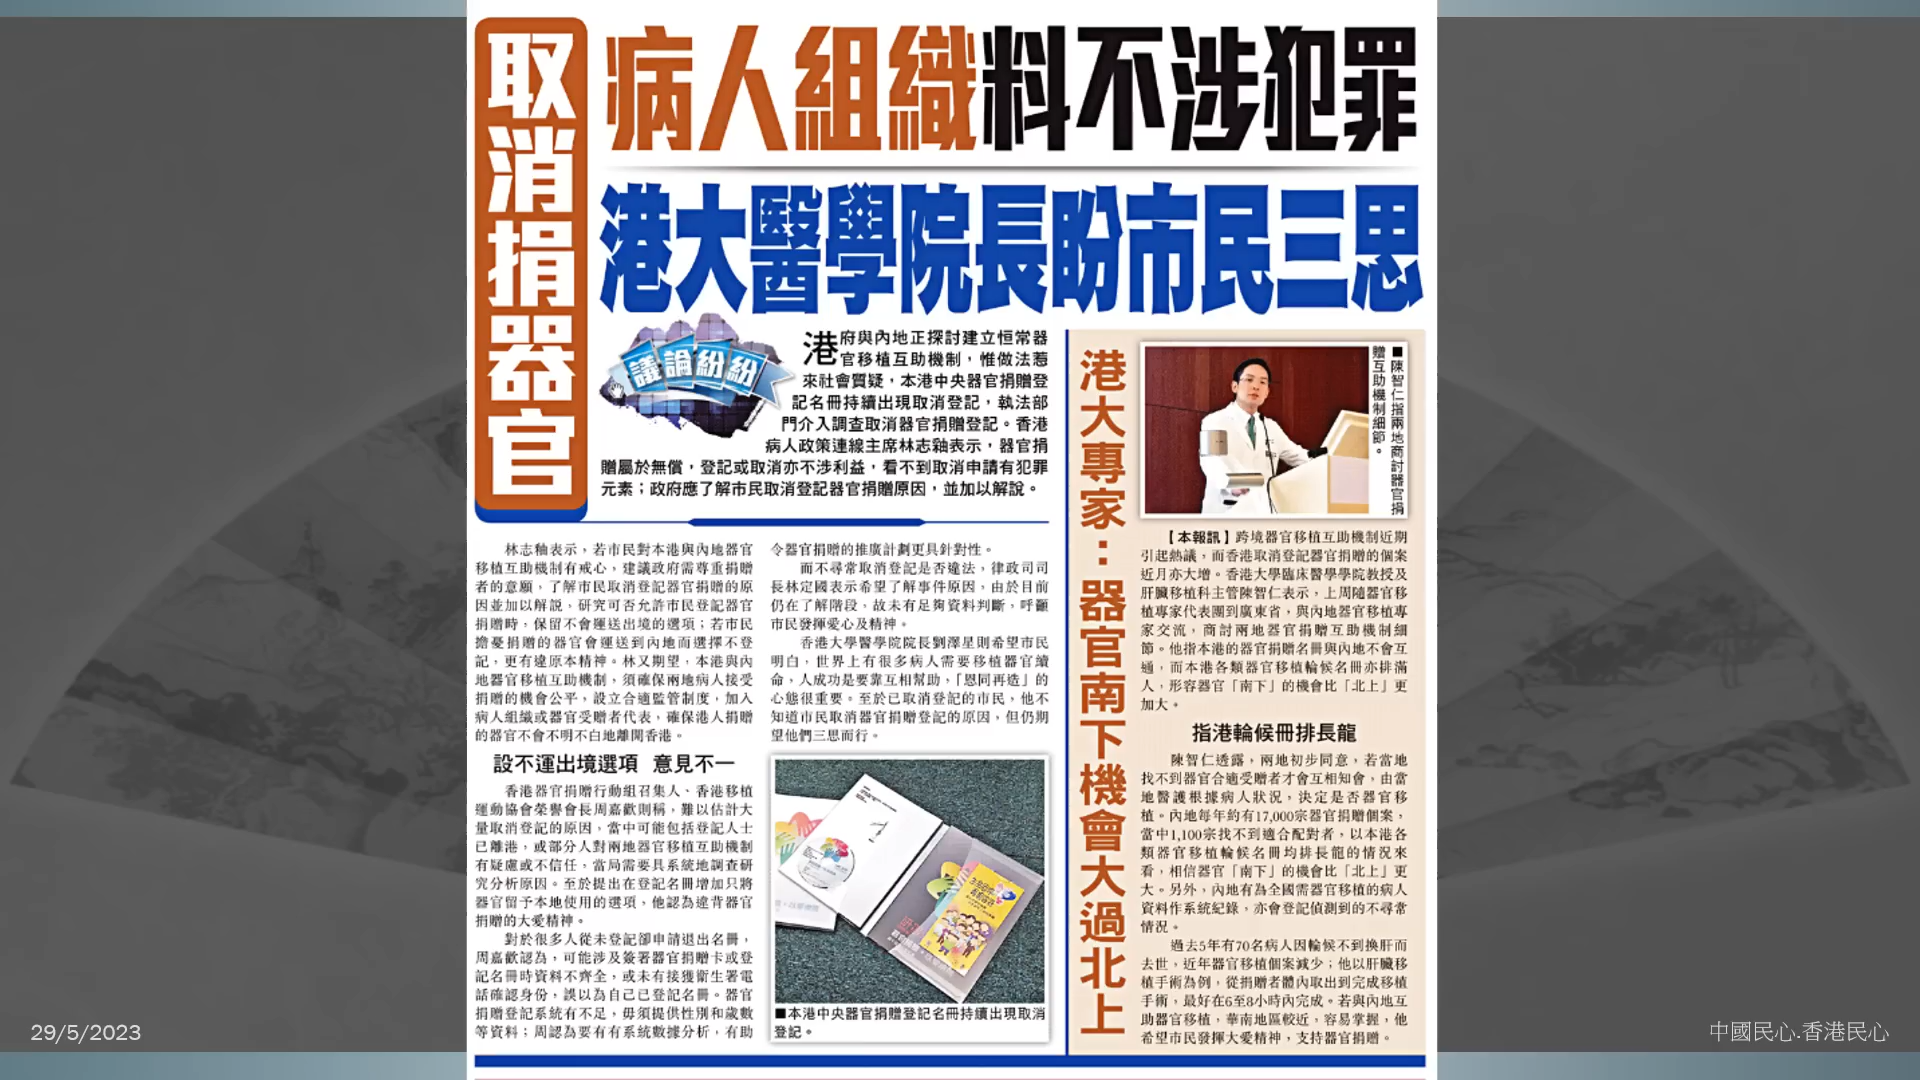 取消捐器官
病人組織料不涉犯罪
港大醫學院長盼市民三思
議論紛紛
港府與內地正探討建立恒常器
官移植互助機制，惟做法惹
來社會質疑，本港中央器官捐贈登
記名冊持續出現取消登記，執法部
門介入調查取消器官捐贈登記。香港
病人政策連線主席林志釉表示，器官捐
贈屬於無償，登記或取消亦不涉利益，看不到取消申請有犯罪
元素；政府應了解市民取消登記器官捐贈原因，並加以解說。
林志釉表示，若市民對本港與內地器官
移植互助機制有戒心，建議政府需尊重捐贈
者的意願，了解市民取消登記器官捐贈的原
因並加以解說，研究可否允許市民登記器官
捐贈時，保留不會運送出境的選項；若市民
擔憂捐贈的器官會運送到內地而選擇不登
記，更有違原本精神。林又期望，本港與內
地器官移植互助機制，須確保兩地病人接受
捐贈的機會公平，設立合適監管制度，加入
病人組織或器官受贈者代表，確保港人捐贈
的器官不會不明不白地離開香港。
設不運出境選項 意見不一
香港器官捐贈行動組召集人、香港移植
運動協會榮譽會長周嘉歡則稱，難以估計大
量取消登記的原因，當中可能包括登記人士
已離港，或部分人對兩地器官移植互助機制
有疑慮或不信任，當局需要具系統地調查研
究分析原因。至於提出在登記名冊增加只將
器官留予本地使用的選項，他認為違背器官
捐贈的大愛精神。
對於很多人從未登記卻申請退出名冊，
周嘉歡認為，可能涉及簽署器官捐贈卡或登
記名冊時資料不齊全，或未有接獲衛生署電
話確認身份，誤以為自己已登記名冊。器官
捐贈登記系統有不足，毋須提供性別和歲數
等資料；周認為要有有系統數據分析，有助
令器官捐贈的推廣計劃更具針對性。
而不尋常取消登記是否違法，律政司司
長林定國表示希望了解事件原因，由於目前
仍在了解階段，故未有足夠資料判斷，呼籲
市民發揮愛心及精神。
香港大學醫學院院長劉澤星則希望市民
明白，世界上有很多病人需要移植器官續
命，人成功是要靠互相幫助，「恩同再造」的
心態很重要。至於已取消登記的市民，他不
知道市民取消器官捐贈登記的原因，但仍期
望他們三思而行。
■本港中央器官捐贈登記名冊持續出現取消
登記。
港大專家：器官南下機會大過北上
■陳智仁指兩地商討器官捐
贈互助機制細節。
【本報訊】跨境器官移植互助機制近期
引起熱議，而香港取消登記器官捐贈的個案
近月亦大增。香港大學臨床醫學學院教授及
肝臟移植科主管陳智仁表示，上周隨器官移
植專家代表團到廣東省，與內地器官移植專
家交流，商討兩地器官捐贈互助機制細
節。他指本港的器官捐贈名冊與內地不會互
通，而本港各類器官移植輪候名冊亦排滿
人，形容器官「南下」的機會比「北上」更
加大。
指港輪候冊排長龍
陳智仁透露，兩地初步同意，若當地
找不到器官合適受贈者才會互相知會，由當
地醫護根據病人狀況，決定是否器官移
植。內地每年約有17,000宗器官捐贈個案，
當中1,100宗找不到適合配對者，以本港各
類器官移植輪候名冊均排長龍的情況來
看，相信器官「南下」的機會比「北上」更
大。另外，內地有為全國需器官移植的病人
資料作系統紀錄，亦會登記偵測到的不尋常
情況。
過去5年有70名病人因輪候不到換肝而
去世，近年器官移植個案減少；他以肝臟移
植手術為例，從捐贈者體內取出到完成移植
手術，最好在6至8小時內完成。若與內地互
助器官移植，華南地區較近，容易掌握，他
希望市民發揮大愛精神，支持器官捐贈。
29/5/2023
中國民心.香港民心